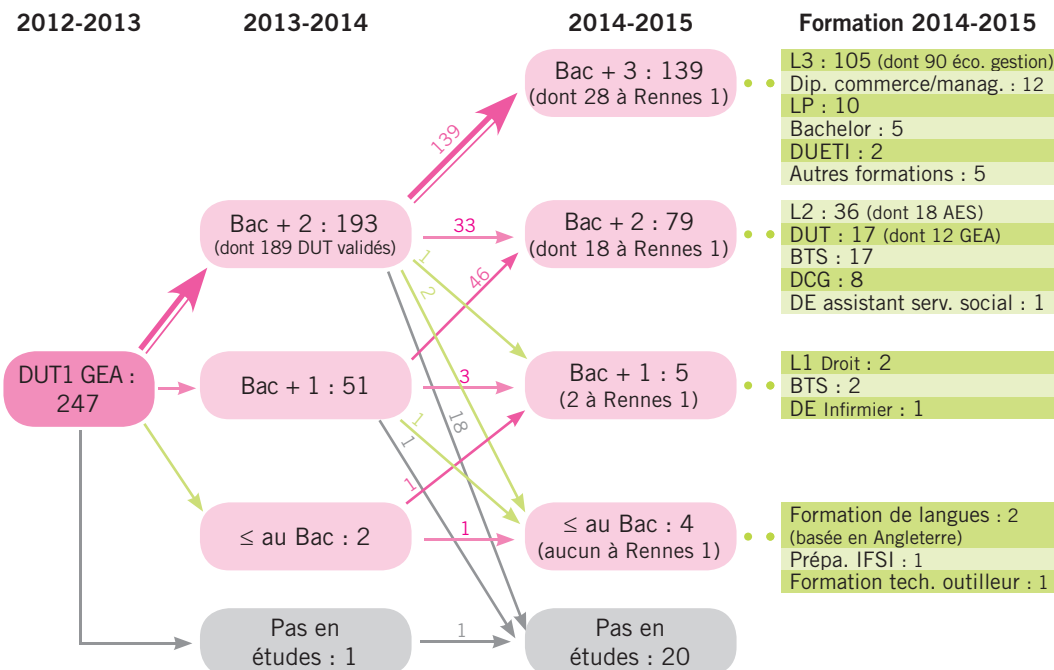 2012-2013
2013-2014
2014-2015
Formation 2014-2015
DUT1 GEA :
247
Bac + 2 : 193
(dont 189 DUT validés)
Bac + 1 : 51
≤ au Bac : 2
Pas en
études : 1
139
33
1
2
46
3
18
1
1
1
1
1
Bac + 3 : 139
(dont 28 à Rennes 1)
L3 : 105 (dont 90 éco. gestion)
Dip. commerce/manag. : 12
LP : 10
Bachelor : 5
DUETI : 2
Autres formations : 5
Bac + 2 : 79
(dont 18 à Rennes 1)
L2 : 36 (dont 18 AES)
DUT : 17 (dont 12 GEA)
BTS : 17
DCG : 8
DE assistant serv. social : 1
Bac + 1 : 5
(2 à Rennes 1)
L1 Droit : 2
BTS : 2
DE Infirmier : 1
≤ au Bac : 4
(aucun à Rennes 1)
Formation de langues : 2
(basée en Angleterre)
Prépa. IFSI : 1
Formation tech. outilleur : 1
Pas en
études : 20